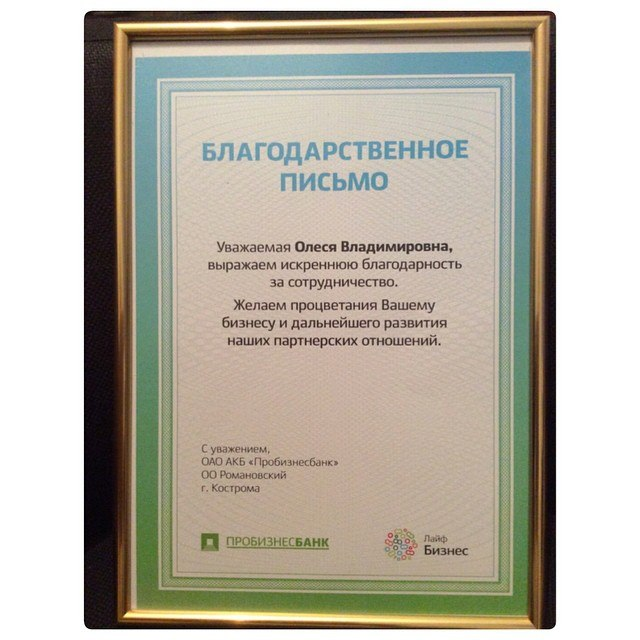 БЛАГОДАРСТВЕННОЕ
ПИСЬМО
Уважаемая Олеся Владимировна,
выражаем искреннюю благодарность
за сотрудничество.
Желаем процветания Вашему
бизнесу и дальнейшего развития
наших партнерских отношений.
С уважением,
ОАО АКБ «Пробизнесбанк»
ОО Романовский
г. Кострома
ПРОБИЗНЕСБАНК
Лайф
Бизнес